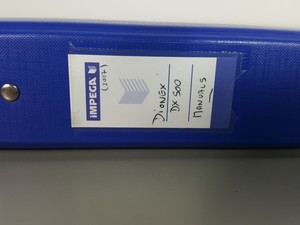 IMPEGA
(2017)
DIONEX
DX 500
MANUALS